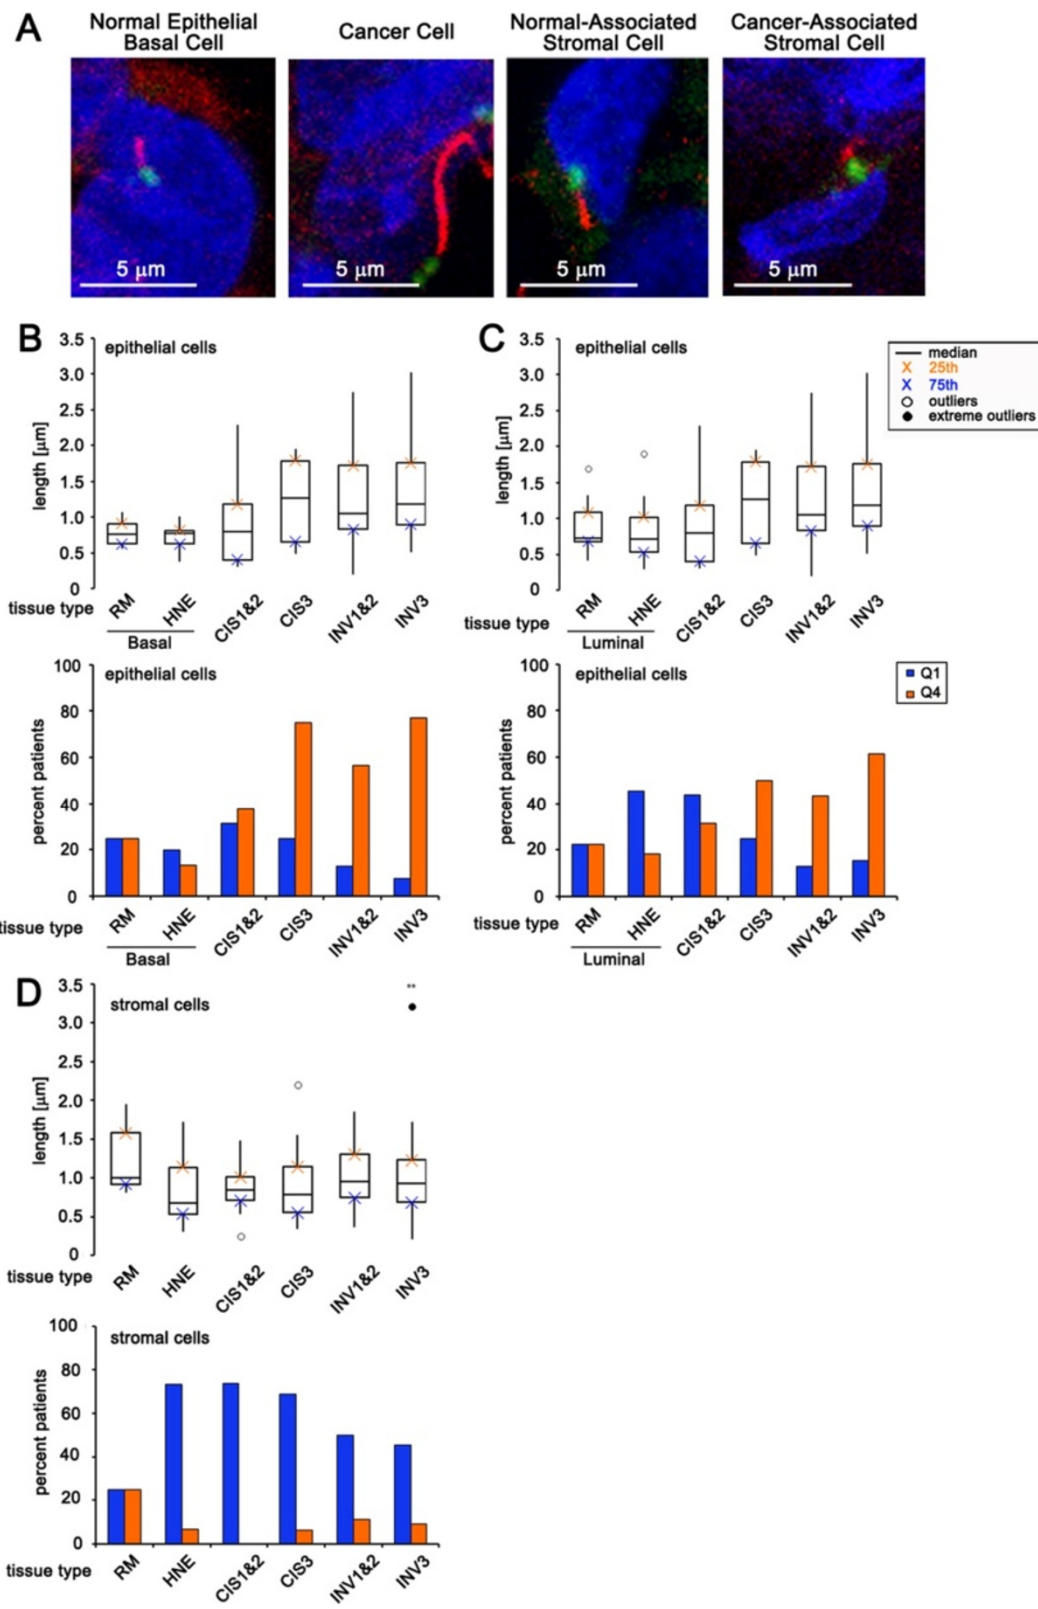 A
Normal Epithelial
Basal Cell
Cancer Cell
Normal-Associated
Stromal Cell
Cancer-Associated
Stromal Cell
5 μm
5 μm
5 μm
5 μm
B
epithelial cells
length [μm]
3.5
3.0
2.5
2.0
1.5
1.0
0.5
0
tissue type
RM
HNE
CIS1&2
CIS3
INV1&2
INV3
Basal
epithelial cells
percent patients
100
80
60
40
20
0
tissue type
RM
HNE
CIS1&2
CIS3
INV1&2
INV3
Basal
C
epithelial cells
length [μm]
3.5
3.0
2.5
2.0
1.5
1.0
0.5
0
tissue type
RM
HNE
CIS1&2
CIS3
INV1&2
INV3
Luminal
median
X 25th
X 75th
outliers
extreme outliers
epithelial cells
percent patients
100
80
60
40
20
0
tissue type
RM
HNE
CIS1&2
CIS3
INV1&2
INV3
Luminal
Q1
Q4
D
stromal cells
length [μm]
3.5
3.0
2.5
2.0
1.5
1.0
0.5
0
**
tissue type
RM
HNE
CIS1&2
CIS3
INV1&2
INV3
stromal cells
percent patients
100
80
60
40
20
0
tissue type
RM
HNE
CIS1&2
CIS3
INV1&2
INV3